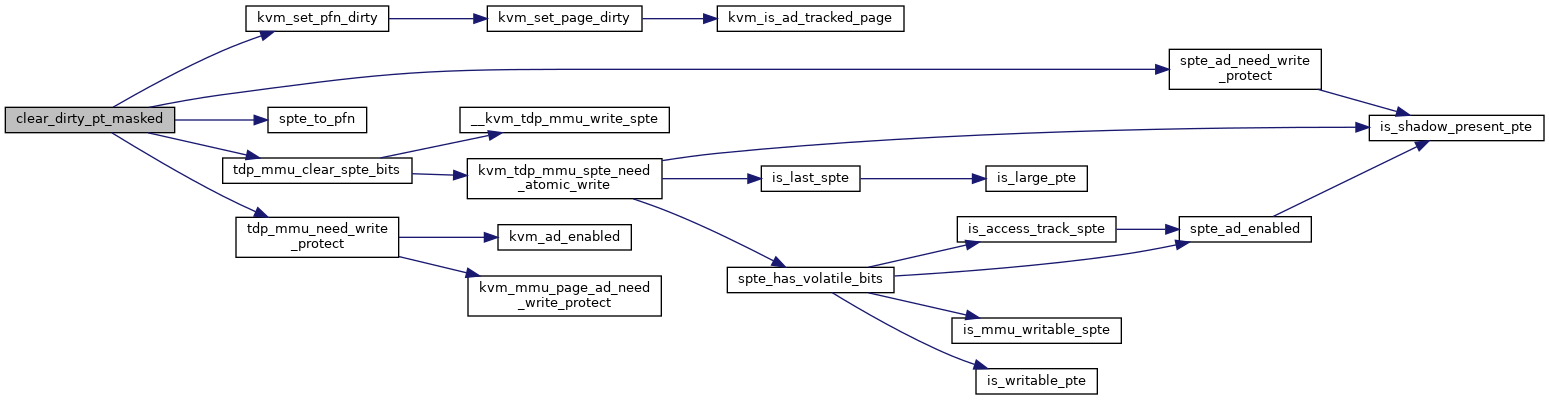 kvm_set_pfn_dirty
kvm_set_page_dirty
kvm_is_ad_tracked_page
spte_ad_need_write
_protect
clear_dirty_pt_masked
spte_to_pfn
__kvm_tdp_mmu_write_spte
is_shadow_present_pte
tdp_mmu_clear_spte_bits
kvm_tdp_mmu_spte_need
_atomic_write
is_last_spte
is_large_pte
tdp_mmu_need_write
_protect
kvm_ad_enabled
is_access_track_spte
spte_ad_enabled
kvm_mmu_page_ad_need
_write_protect
spte_has_volatile_bits
is_mmu_writable_spte
is_writable_pte